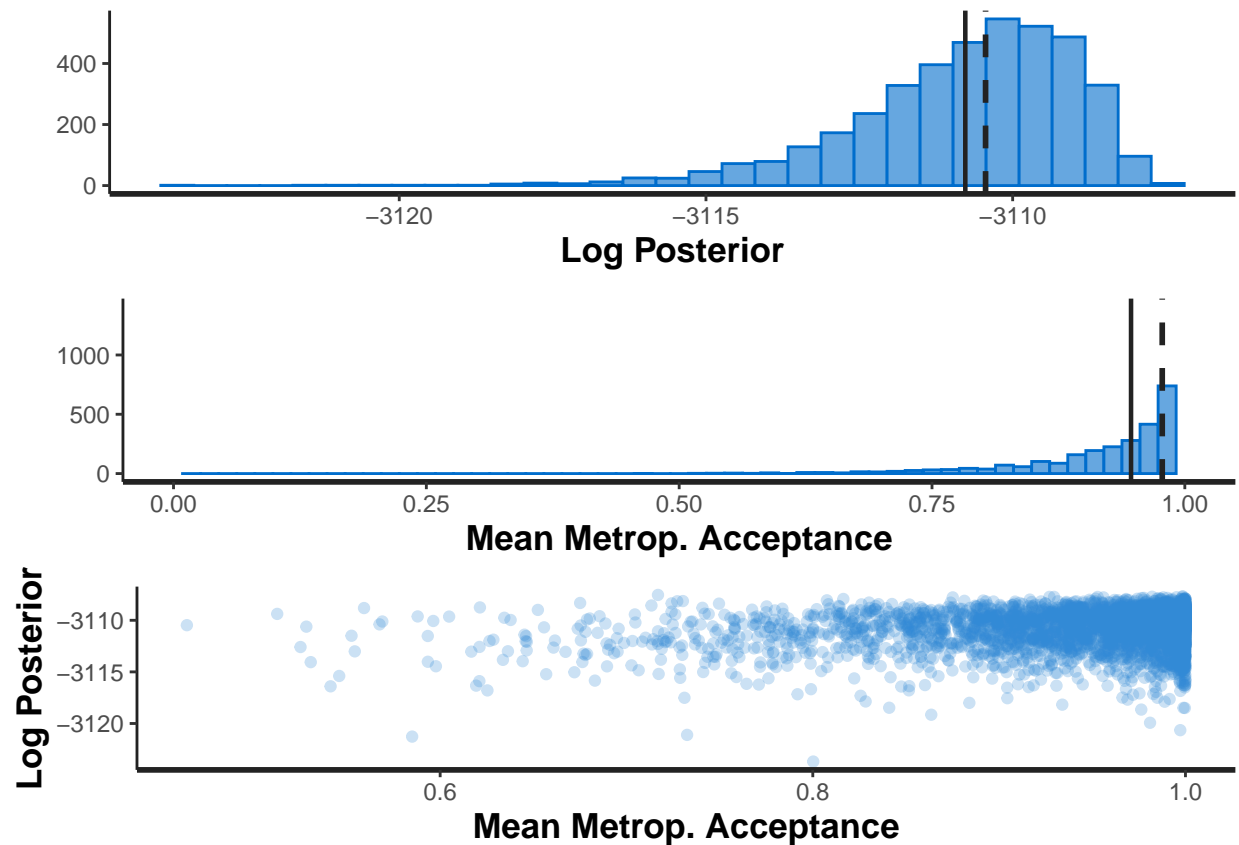 400
200
0
−3120 −3115 −3110
Log Posterior
1000
500
0
0.00 0.25 0.50 0.75 1.00
Mean Metrop. Acceptance
Log Posterior
−3110
−3115
−3120
0.6 0.8 1.0
Mean Metrop. Acceptance